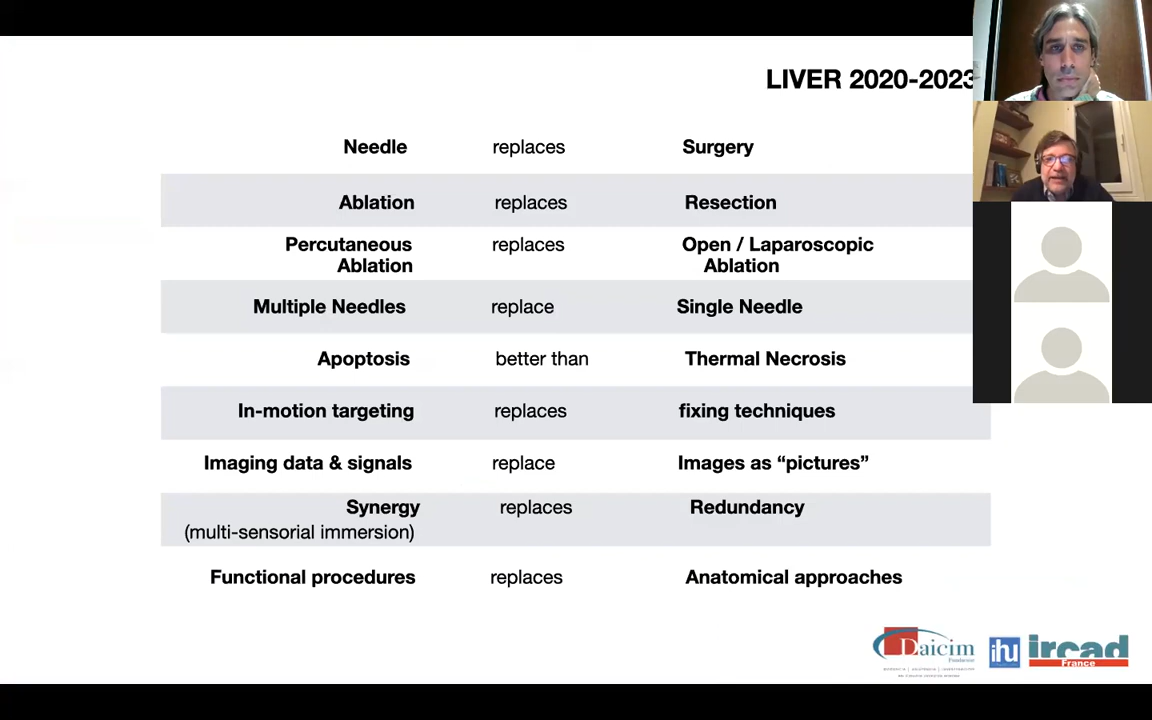 LIVER 2020-2023
Needle replaces Surgery
Ablation replaces Resection
Percutaneous replaces Open / Laparoscopic
Ablation Ablation
Multiple Needles replace Single Needle
Apoptosis better than Thermal Necrosis
In-motion targeting replaces fixing techniques
Imaging data & signals replace Images as “pictures”
Synergy replaces Redundancy
(multi-sensorial immersion)
Functional procedures replaces Anatomical approaches
Daicim
ihu
ircad
France